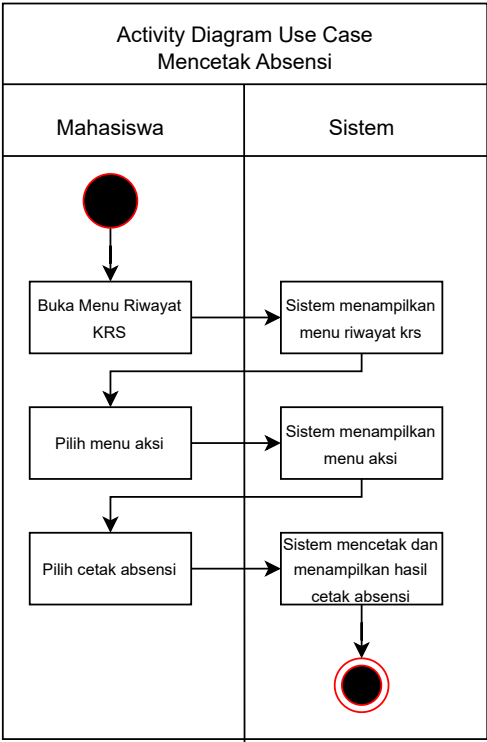 Activity Diagram Use Case
Mencetak Absensi
Mahasiswa
Sistem
Buka Menu Riwayat
KRS
Sistem menampilkan
menu riwayat krs
Pilih menu aksi
Sistem menampilkan
menu aksi
Pilih cetak absensi
Sistem mencetak dan
menampilkan hasil
cetak absensi